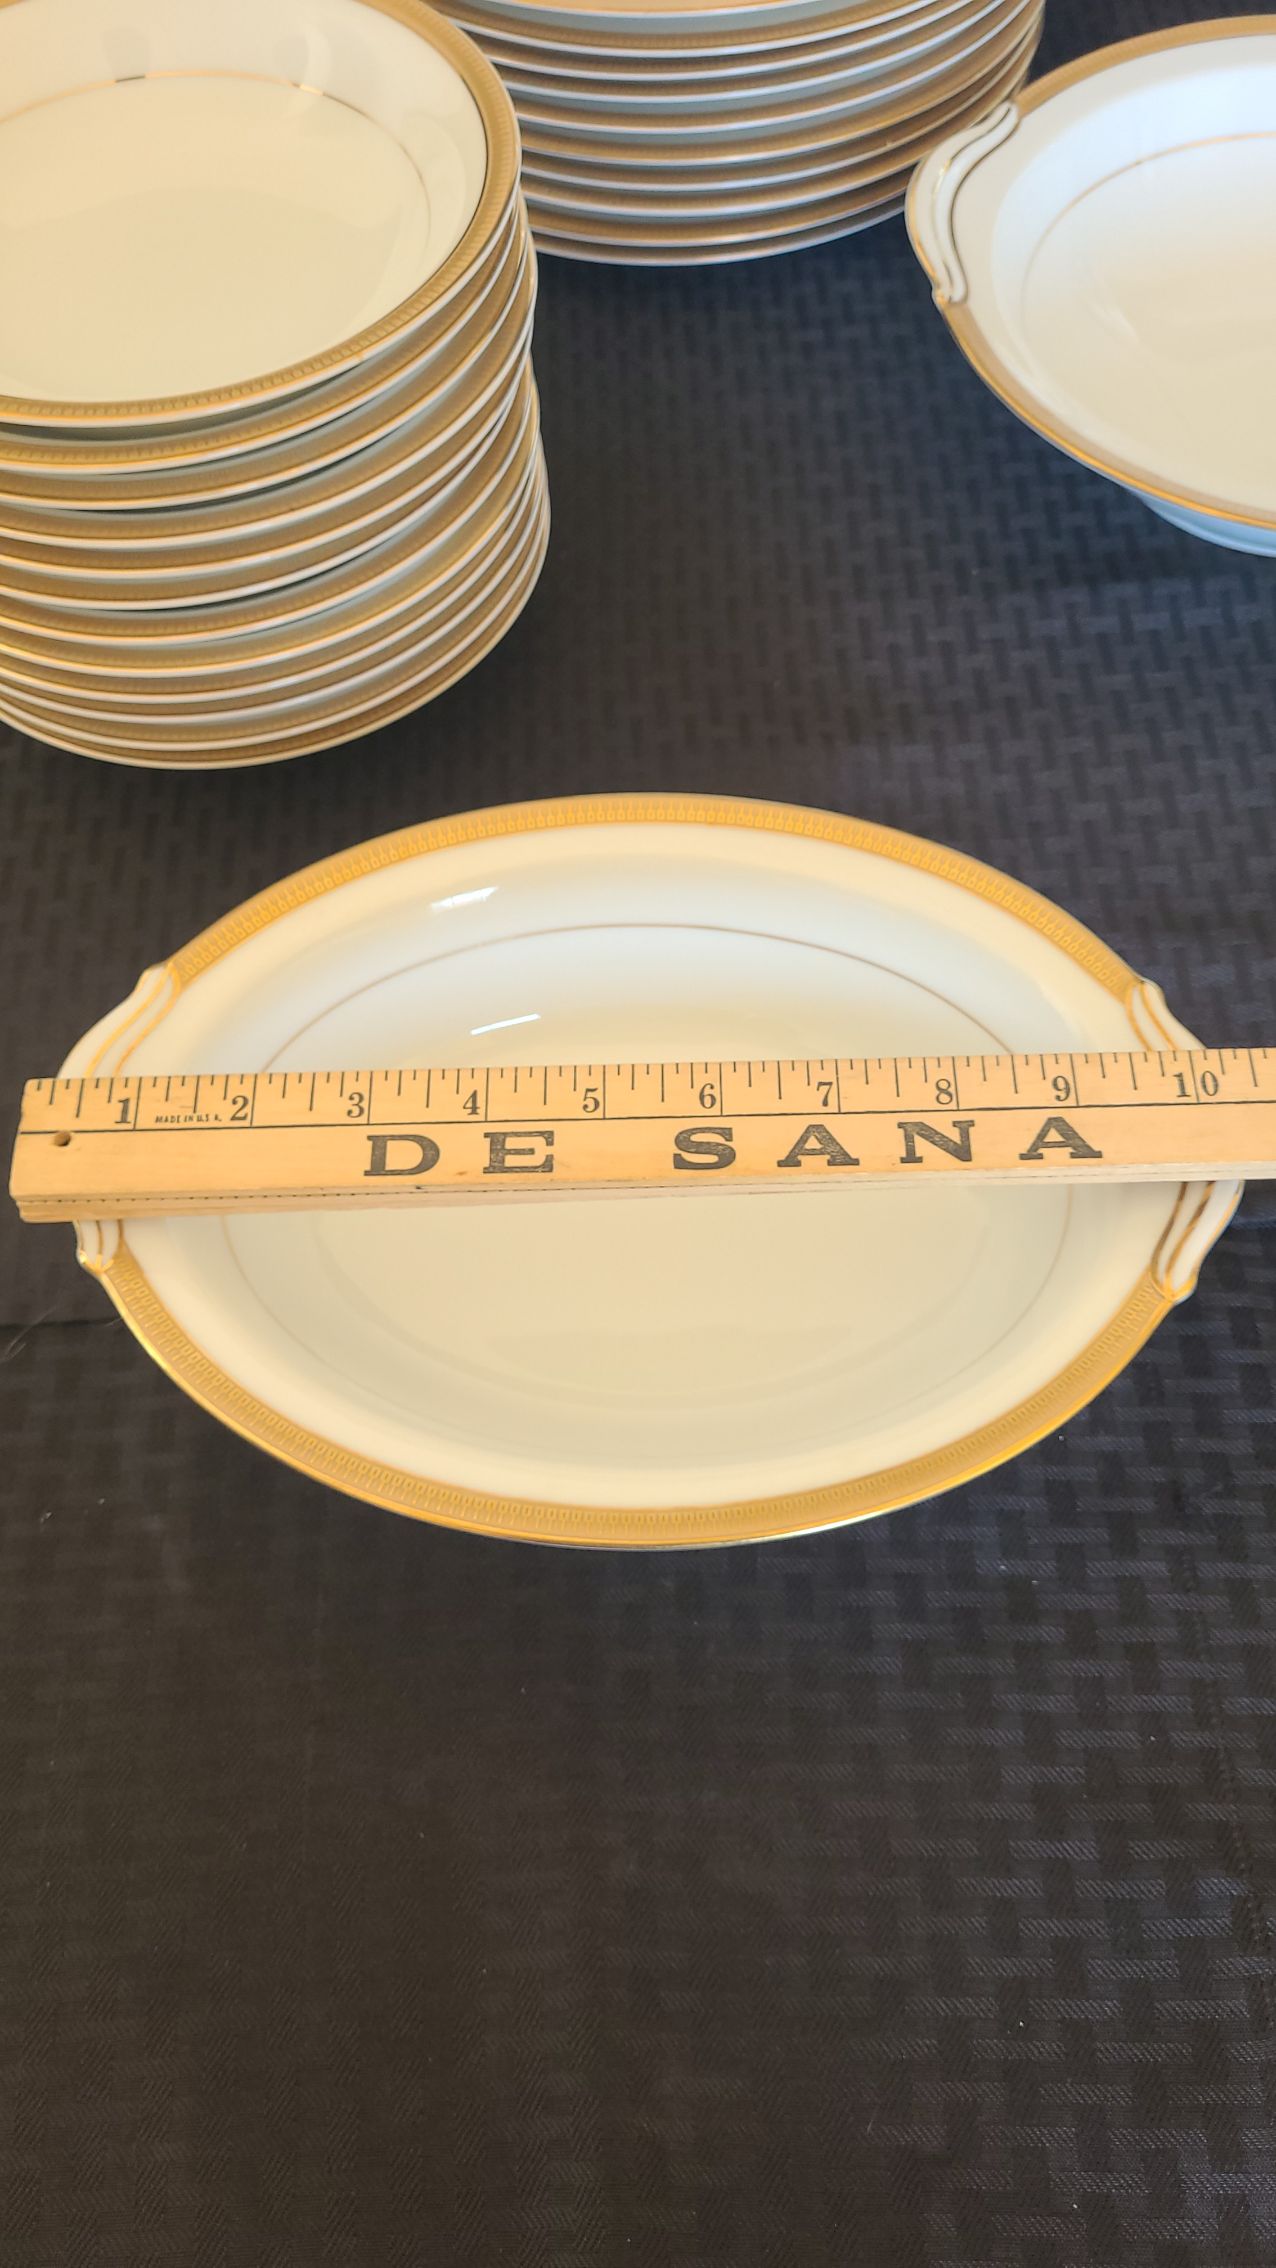 1 2 3 4 5 6 7 8 9 10
MADE IN U.S.A.
DE SANA